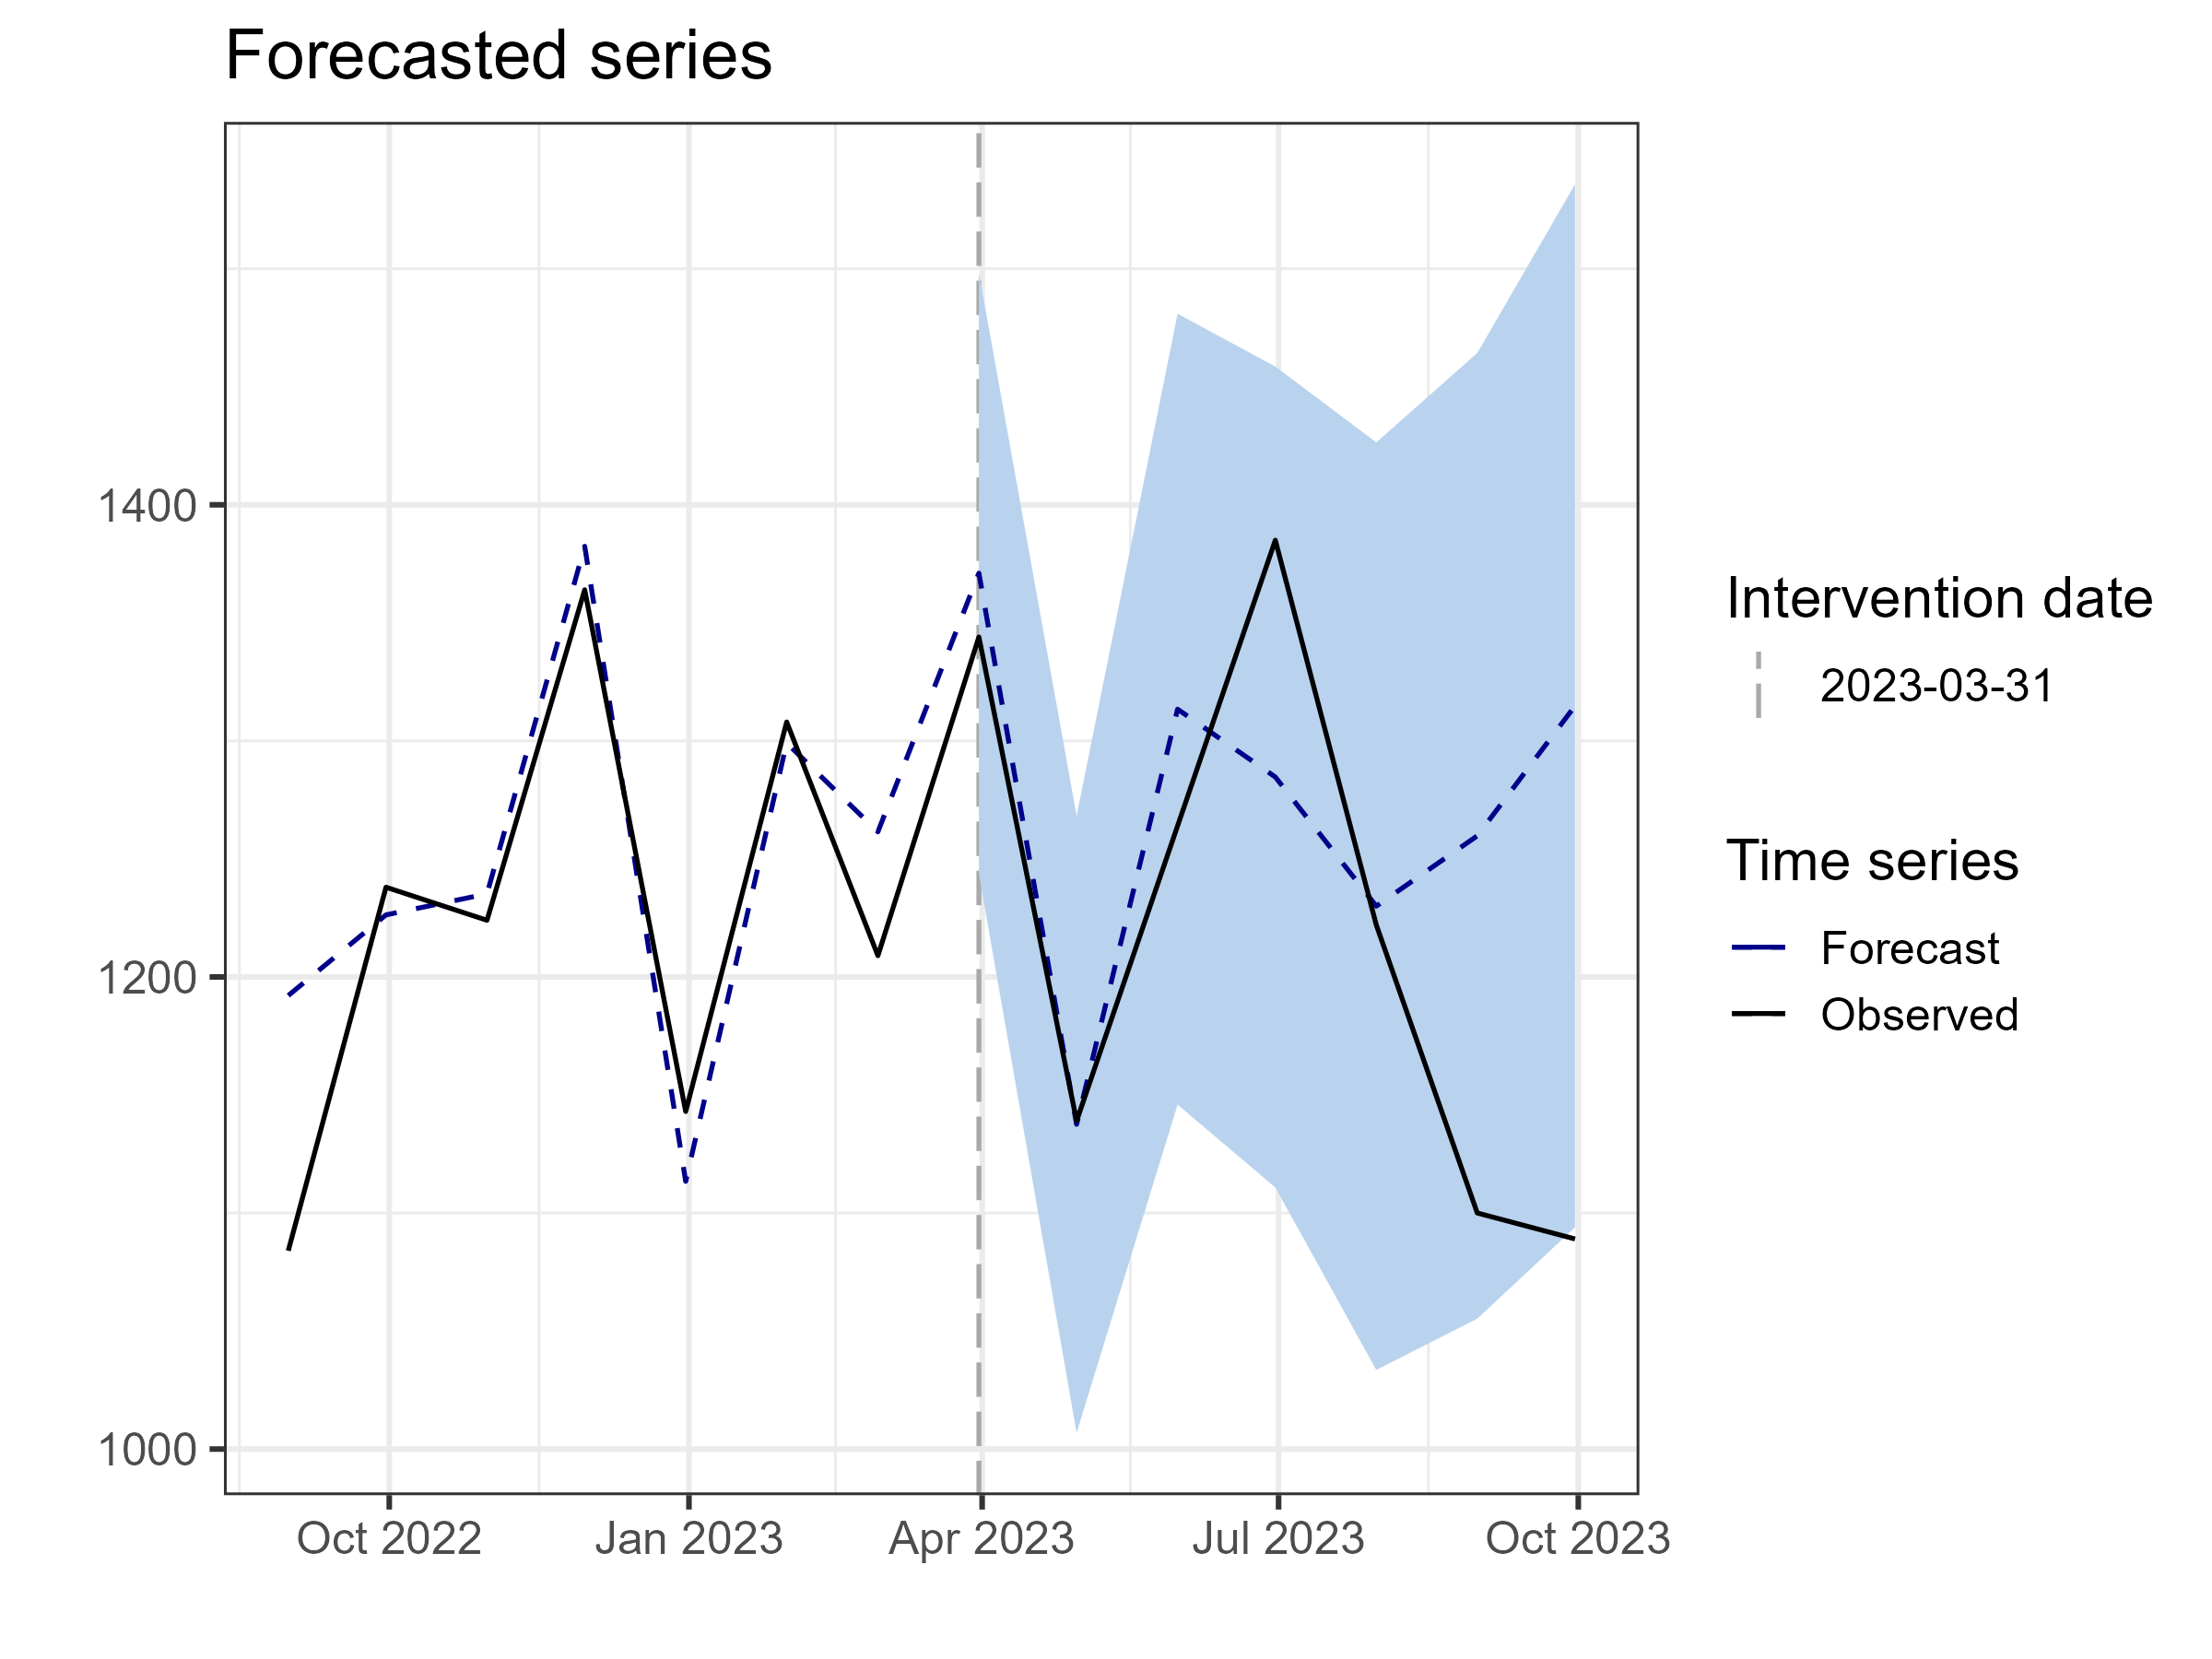 Forecasted series
1400
1200
1000
Oct 2022
Jan 2023
Apr 2023
Jul 2023
Oct 2023
Intervention date
2023-03-31
Time series
Forecast
Observed